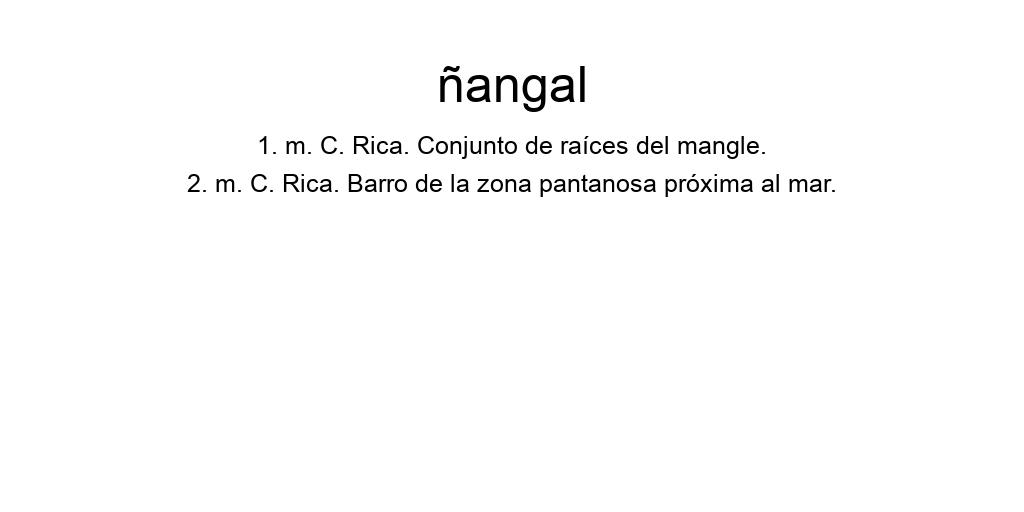 ñangal
1. m. C. Rica. Conjunto de raíces del mangle.
2. m. C. Rica. Barro de la zona pantanosa próxima al mar.